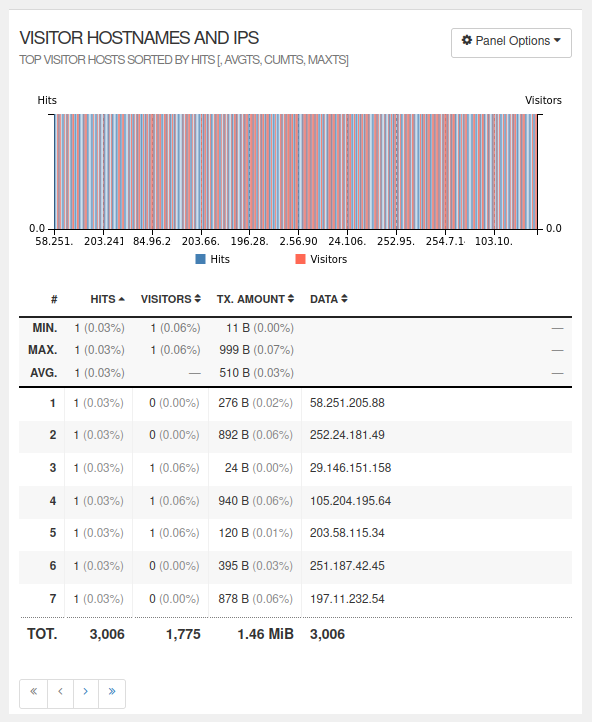 VISITOR HOSTNAMES AND IPS
Panel Options
TOP VISITOR HOSTS SORTED BY HITS [, AVGTS, CUMTS, MAXTS]
Hits Visitors
0.0 0.0
58.251. 203.241 84.96.2 203.66. 196.28. 2.56.90 24.106. 252.95. 254.7.1 103.10.
Hits Visitors
# HITS VISITORS TX. AMOUNT DATA
MIN. 1 (0.03%) 1 (0.06%) 11 B (0.00%) —
MAX. 1 (0.03%) 1 (0.06%) 999 B (0.07%) —
AVG. 1 (0.03%) — 510 B (0.03%) —
1 1 (0.03%) 0 (0.00%) 276 B (0.02%) 58.251.205.88
2 1 (0.03%) 0 (0.00%) 892 B (0.06%) 252.24.181.49
3 1 (0.03%) 1 (0.06%) 24 B (0.00%) 29.146.151.158
4 1 (0.03%) 1 (0.06%) 940 B (0.06%) 105.204.195.64
5 1 (0.03%) 1 (0.06%) 120 B (0.01%) 203.58.115.34
6 1 (0.03%) 0 (0.00%) 395 B (0.03%) 251.187.42.45
7 1 (0.03%) 0 (0.00%) 878 B (0.06%) 197.11.232.54
TOT. 3,006 1,775 1.46 MiB 3,006
« ‹ › »